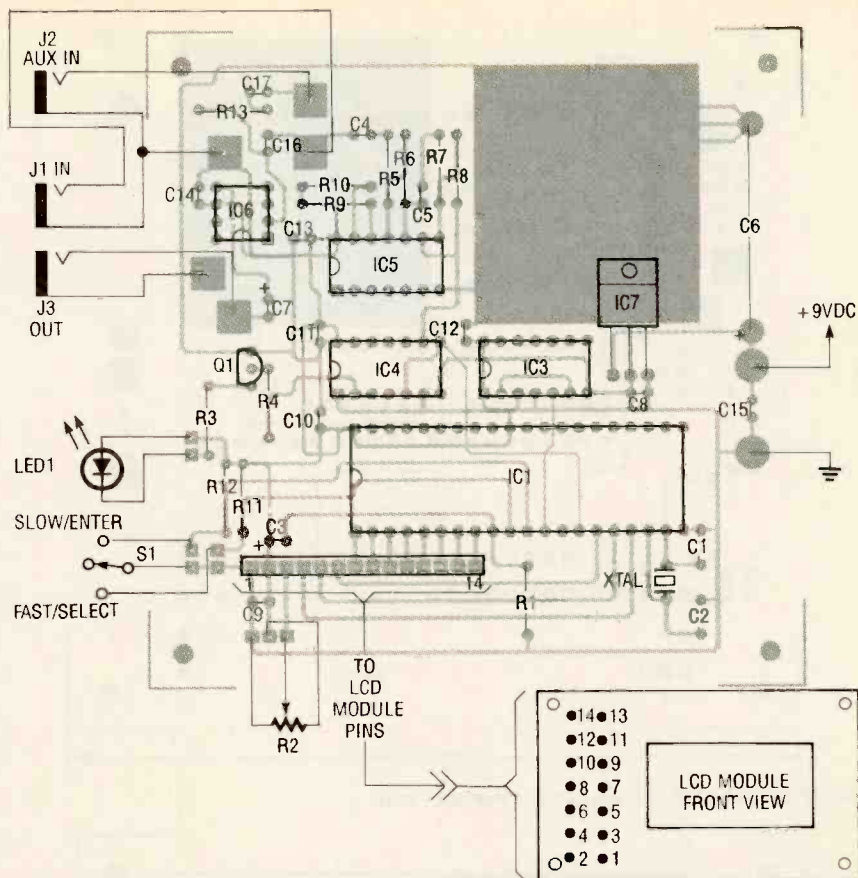 J2
AUX IN
C17
R13
C16
C4
R6
R7
R5
R8
J1 IN
C14
IC6
R10
R9
C5
C6
C13
IC5
IC7
J3
OUT
+
C7
+
+9VDC
C11
C12
Q1
IC4
IC3
C8
R4
C15
R3
C10
LED1
IC1
R12
R11
SLOW/ENTER
C3
+
C1
S1
XTAL
1
14
FAST/SELECT
R1
C2
C9
TO
LCD
MODULE
PINS
R2
14 13
12 11
10 9
8 7
6 5
4 3
2 1
LCD MODULE
FRONT VIEW